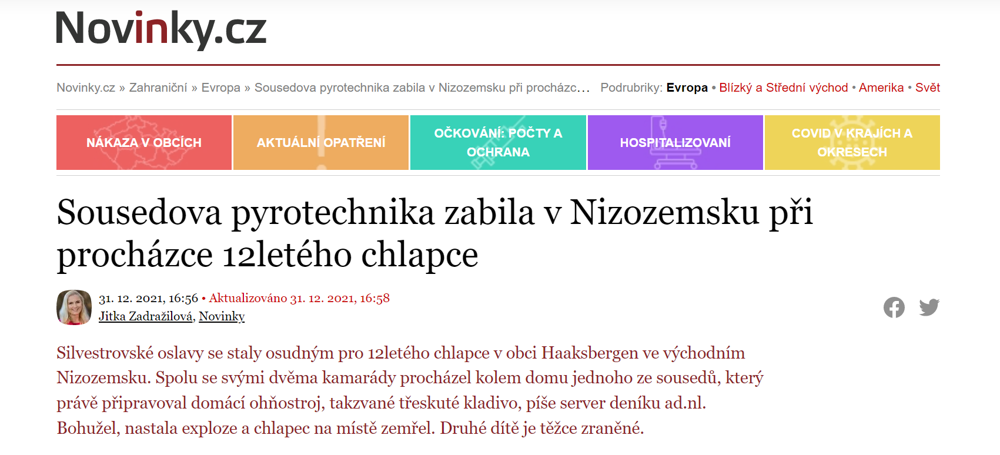 Novinky.cz
Novinky.cz » Zahraniční » Evropa » Sousedova pyrotechnika zabila v Nizozemsku při procházc... Podrubriky: Evropa • Blízký a Střední východ • Amerika • Svět
NÁKAZA V OBCÍCH
AKTUÁLNÍ OPATŘENÍ
OČKOVÁNÍ: POČTY A
OCHRANA
HOSPITALIZOVANÍ
COVID V KRAJÍCH A
OKRESECH
Sousedova pyrotechnika zabila v Nizozemsku při
procházce 12letého chlapce
31. 12. 2021, 16:56 • Aktualizováno 31. 12. 2021, 16:58
Jitka Zadražilová, Novinky
Silvestrovské oslavy se staly osudným pro 12letého chlapce v obci Haaksbergen ve východním
Nizozemsku. Spolu se svými dvěma kamarády procházel kolem domu jednoho ze sousedů, který
právě připravoval domácí ohňostroj, takzvané třeskuté kladivo, píše server deníku ad.nl.
Bohužel, nastala exploze a chlapec na místě zemřel. Druhé dítě je těžce zraněné.